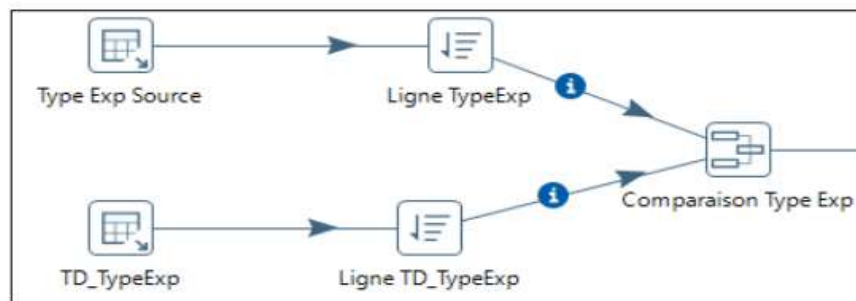 Type Exp Source
Ligne TypeExp
i
Comparaison Type Exp
i
TD_TypeExp
Ligne TD_TypeExp